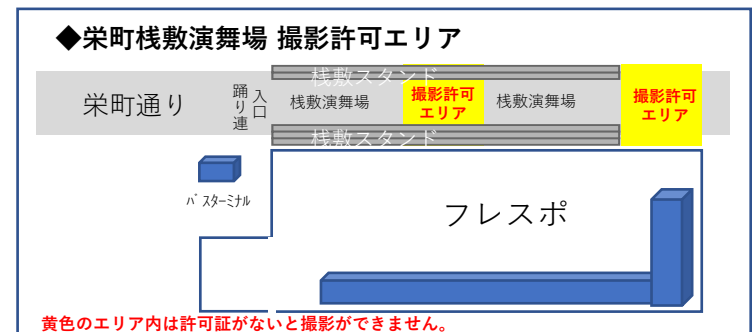 ◆栄町桟敷演舞場 撮影許可エリア
桟敷スタンド
栄町通り
踊り連
入口
桟敷演舞場
撮影許可
エリア
桟敷演舞場
撮影許可
エリア
桟敷スタンド
ﾊﾞｽﾀｰﾐﾅﾙ
フレスポ
黄色のエリア内は許可証がないと撮影ができません。